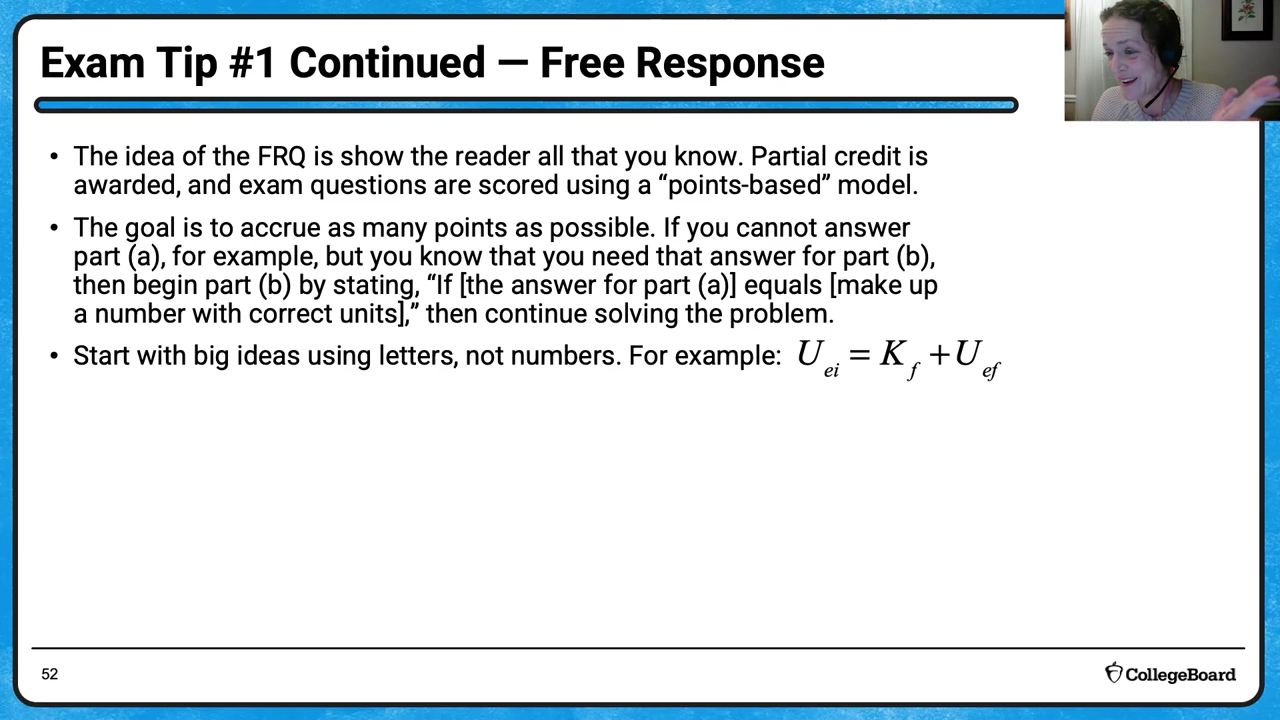 Exam Tip #1 Continued — Free Response
• The idea of the FRQ is show the reader all that you know. Partial credit is
awarded, and exam questions are scored using a “points-based” model.
• The goal is to accrue as many points as possible. If you cannot answer
part (a), for example, but you know that you need that answer for part (b),
then begin part (b) by stating, “If [the answer for part (a)] equals [make up
a number with correct units],” then continue solving the problem.
• Start with big ideas using letters, not numbers. For example: U_{ei} = K_f + U_{ef}
52
CollegeBoard